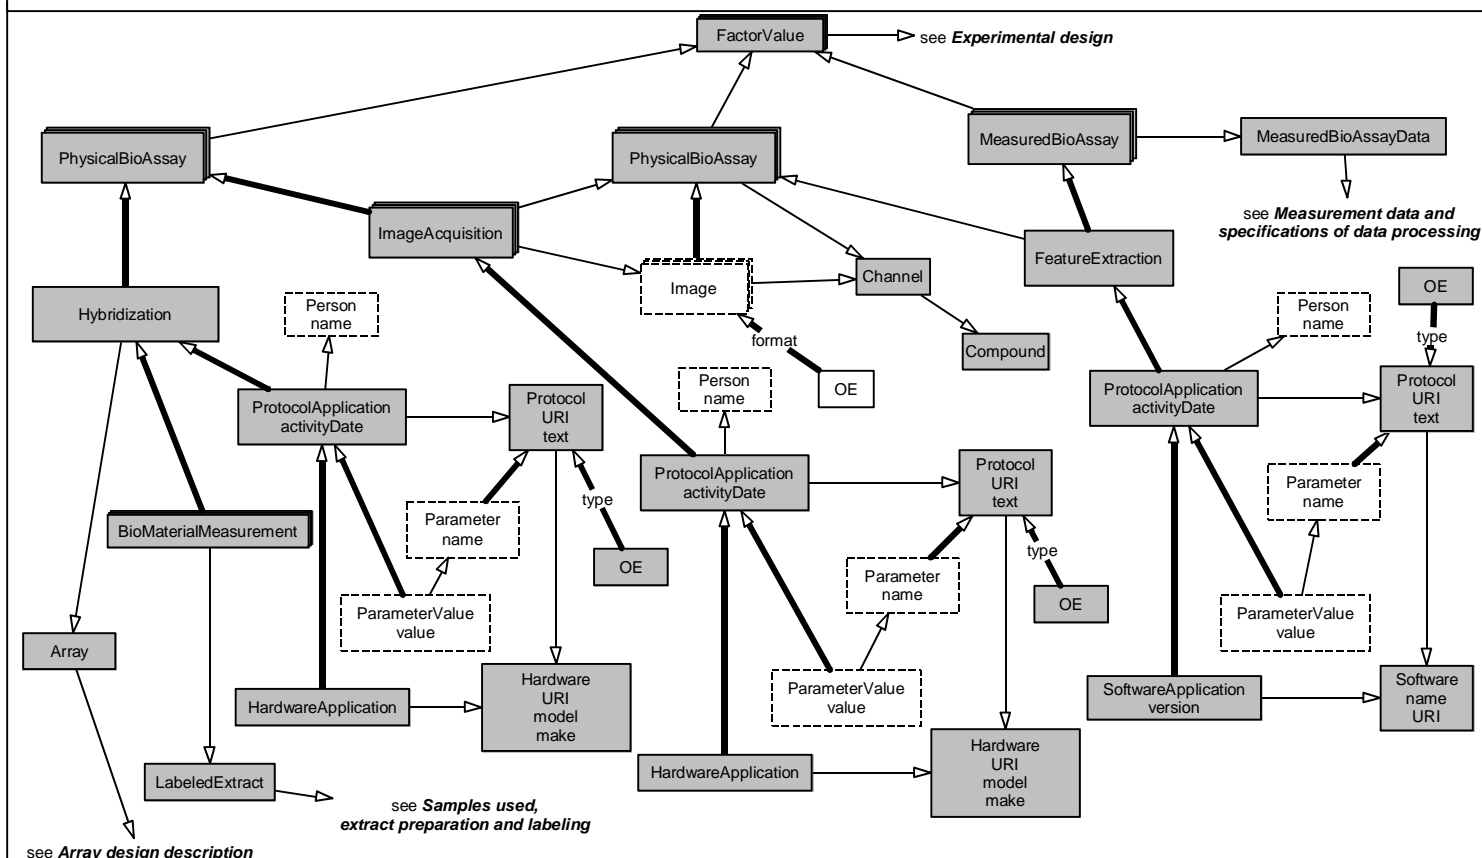 FactorValue
see Experimental design
PhysicalBioAssay
PhysicalBioAssay
MeasuredBioAssay
MeasuredBioAssayData
see Measurement data and
specifications of data processing
ImageAcquisition
FeatureExtraction
Image
Channel
Compound
format
OE
Hybridization
Person
name
ProtocolApplication
activityDate
Protocol
URI
text
Parameter
name
type
OE
ParameterValue
value
BioMaterialMeasurement
Array
HardwareApplication
Hardware
URI
model
make
LabeledExtract
see Samples used,
extract preparation and labeling
see Array design description
Person
name
ProtocolApplication
activityDate
Protocol
URI
text
Parameter
name
type
OE
ParameterValue
value
HardwareApplication
Hardware
URI
model
make
Person
name
OE
type
ProtocolApplication
activityDate
Protocol
URI
text
Parameter
name
ParameterValue
value
SoftwareApplication
version
Software
name
URI